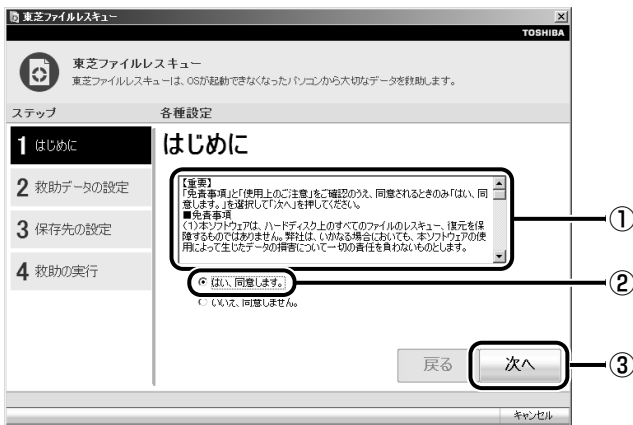 東芝ファイルレスキュー
TOSHIBA
東芝ファイルレスキュー
東芝ファイルレスキューは、OSが起動できなくなったパソコンから大切なデータを救助します。
ステップ
各種設定
1 はじめに
2 救助データの設定
3 保存先の設定
4 救助の実行
はじめに
【重要】
「免責事項」と「使用上のご注意」をご確認のうえ、同意されるときのみ「はい、同
意します。」を選択して「次へ」を押してください。
■免責事項
(1)本ソフトウェアは、ハードディスク上のすべてのファイルのレスキュー、復元を保
障するものではありません。弊社は、いかなる場合においても、本ソフトウェアの使
用によって生じたデータの損害について一切の責任を負わないものとします。
①
はい、同意します。
②
いいえ、同意しません。
戻る
次へ
③
キャンセル